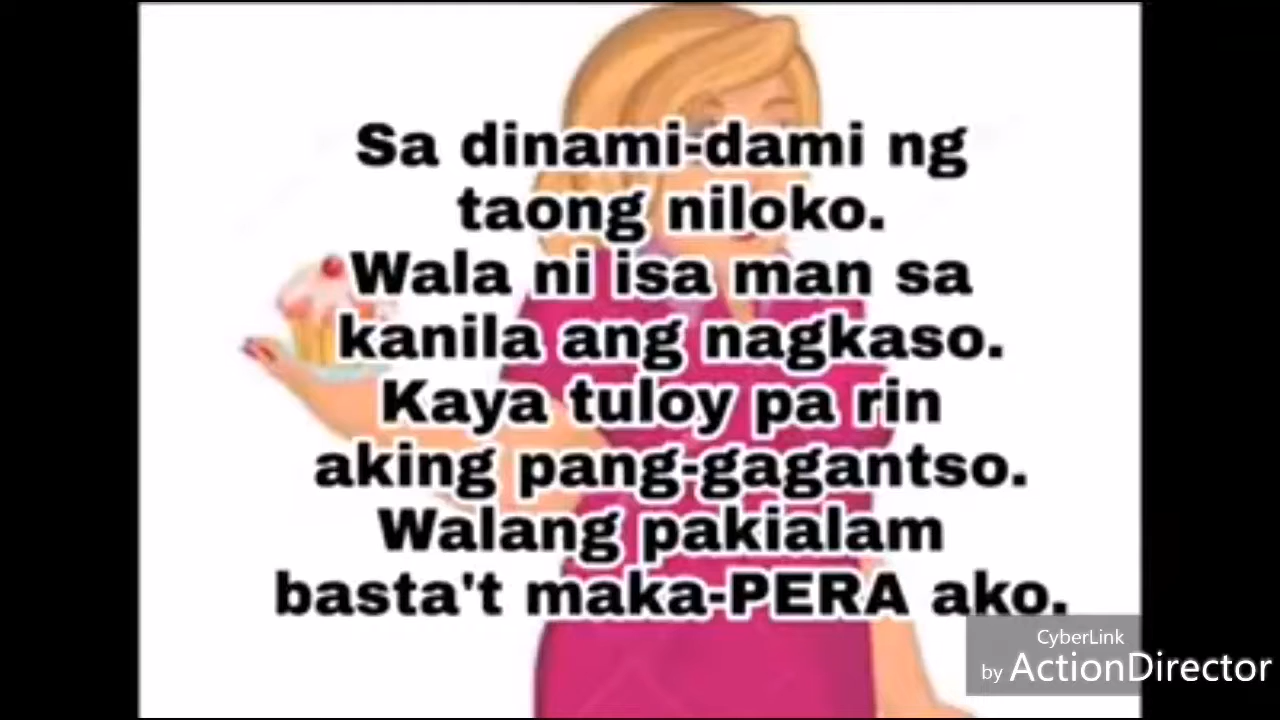 Sa dinami-dami ng
taong niloko.
Wala ni isa man sa
kanila ang nagkaso.
Kaya tuloy pa rin
aking pang-gagantso.
Walang pakialam
basta't maka-PERA ako.
CyberLink
by ActionDirector